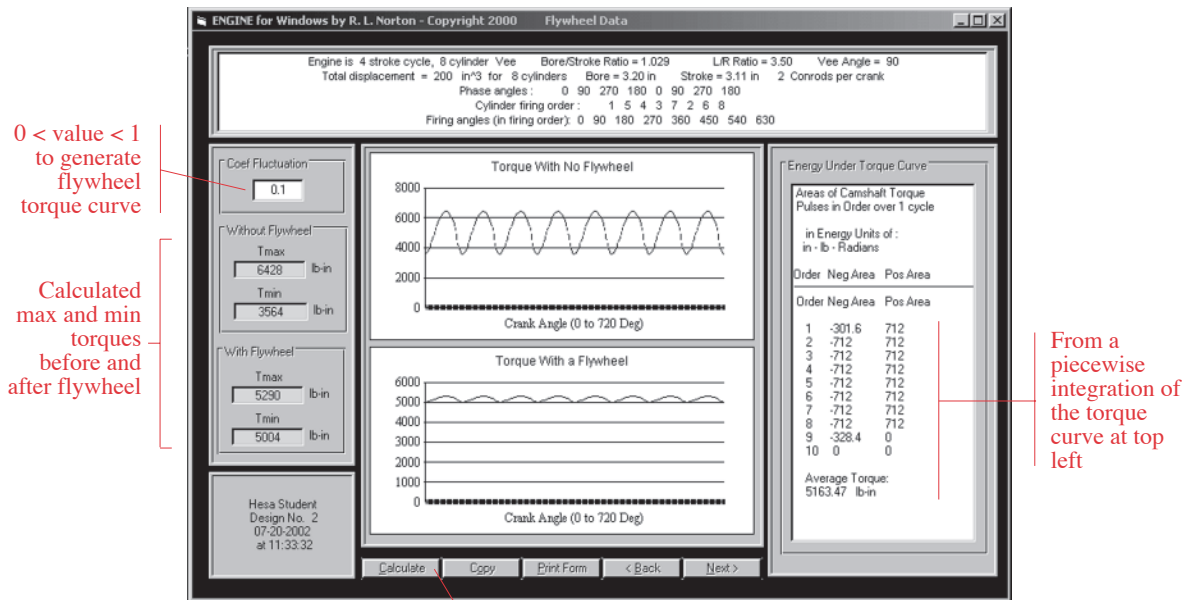 ENGINE for Windows by R. L. Norton - Copyright 2000 Flywheel Data
Engine is 4 stroke cycle, 8 cylinder Vee Bore/Stroke Ratio = 1.029 L/R Ratio = 3.50 Vee Angle = 90
Total displacement = 200 in^3 for 8 cylinders Bore = 3.20 in Stroke = 3.11 in 2 Conrods per crank
Phase angles : 0 90 270 180 0 90 270 180
Cylinder firing order : 1 5 4 3 7 2 6 8
Firing angles (in firing order): 0 90 180 270 360 450 540 630
0 < value < 1
to generate
flywheel
torque curve
Calculated
max and min
torques
before and
after flywheel
Coef Fluctuation
0.1
Without Flywheel
Tmax
6428 lb-in
Tmin
3564 lb-in
With Flywheel
Tmax
5290 lb-in
Tmin
5004 lb-in
Hesa Student
Design No. 2
07-20-2002
at 11:33:32
Torque With No Flywheel
8000
6000
4000
2000
0
Crank Angle (0 to 720 Deg)
Torque With a Flywheel
6000
5000
4000
3000
2000
1000
0
Crank Angle (0 to 720 Deg)
Calculate Copy Print Form < Back Next >
Energy Under Torque Curve
Areas of Camshaft Torque
Pulses in Order over 1 cycle
in Energy Units of :
in - lb - Radians
Order Neg Area Pos Area
Order Neg Area Pos Area
1 -301.6 712
2 -712 712
3 -712 712
4 -712 712
5 -712 712
6 -712 712
7 -712 712
8 -712 712
9 -328.4 0
10 0 0
Average Torque:
5163.47 lb-in
From a
piecewise
integration of
the torque
curve at top
left